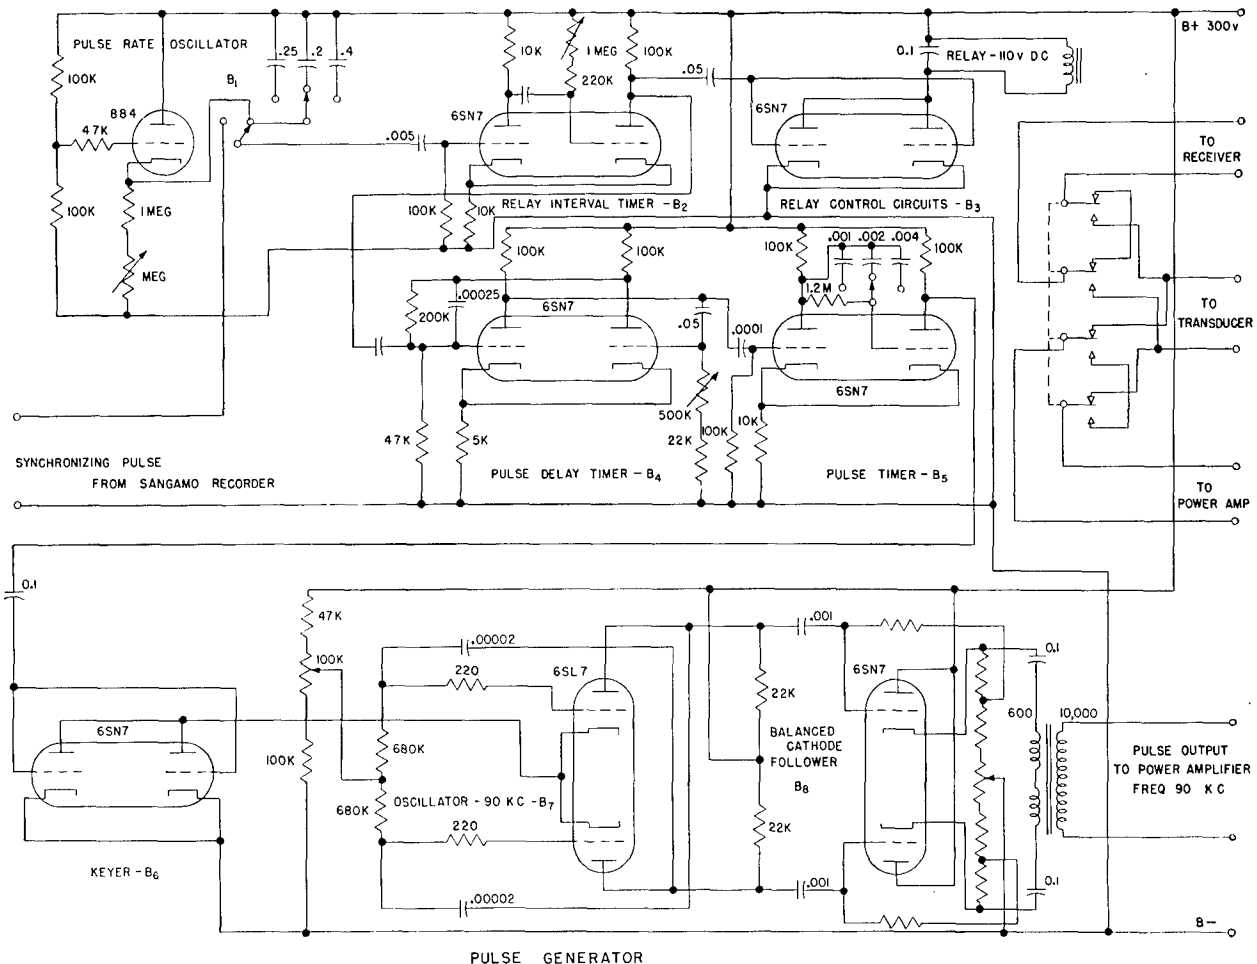 B+ 300V
PULSE RATE OSCILLATOR
.25
.2
.4
10K
1 MEG
100K
0.1
RELAY-110V DC
100K
B1
220K
.05
884
6SN7
6SN7
47K
.005
TO
RECEIVER
100K
1 MEG
100K
10K
RELAY INTERVAL TIMER -B2
RELAY CONTROL CIRCUITS -B3
100K
100K
100K
.001
.002
.004
100K
MEG
.00025
1.2M
TO
TRANSDUCER
200K
6SN7
.05
.0001
6SN7
500K
47K
5K
22K
100K
10K
SYNCHRONIZING PULSE
FROM SANGAMO RECORDER
PULSE DELAY TIMER -B4
PULSE TIMER -B5
TO
POWER AMP
0.1
47K
.001
.00002
100K
220
6SL7
6SN7
0.1
22K
600
10,000
6SN7
680K
BALANCED
CATHODE
FOLLOWER
B8
PULSE OUTPUT
TO POWER AMPLIFIER
FREQ 90 KC
100K
OSCILLATOR - 90 KC -B7
680K
220
22K
KEYER -B6
.001
0.1
.00002
B-
PULSE GENERATOR